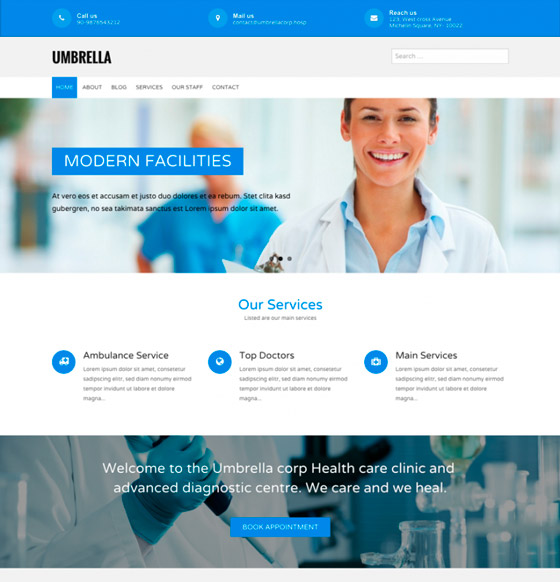 Call us
90-9876543212
Mail us
contact@umbrellacorp.hosp
Reach us
123, West cross Avenue
Michelin Square, NY- 10022
UMBRELLA
Search...
HOME
ABOUT
BLOG
SERVICES
OUR STAFF
CONTACT
MODERN FACILITIES
At vero eos et accusam et justo duo dolores et ea rebum. Stet clita kasd
gubergren, no sea takimata sanctus est Lorem ipsum dolor sit amet.
Our Services
Listed are our main services
Ambulance Service
Lorem ipsum dolor sit amet, consetetur
sadipscing elitr, sed diam nonumy eirmod
tempor invidunt ut labore et dolore
magna...
Top Doctors
Lorem ipsum dolor sit amet, consetetur
sadipscing elitr, sed diam nonumy eirmod
tempor invidunt ut labore et dolore
magna...
Main Services
Lorem ipsum dolor sit amet, consetetur
sadipscing elitr, sed diam nonumy eirmod
tempor invidunt ut labore et dolore
magna...
Welcome to the Umbrella corp Health care clinic and
advanced diagnostic centre. We care and we heal.
BOOK APPOINTMENT